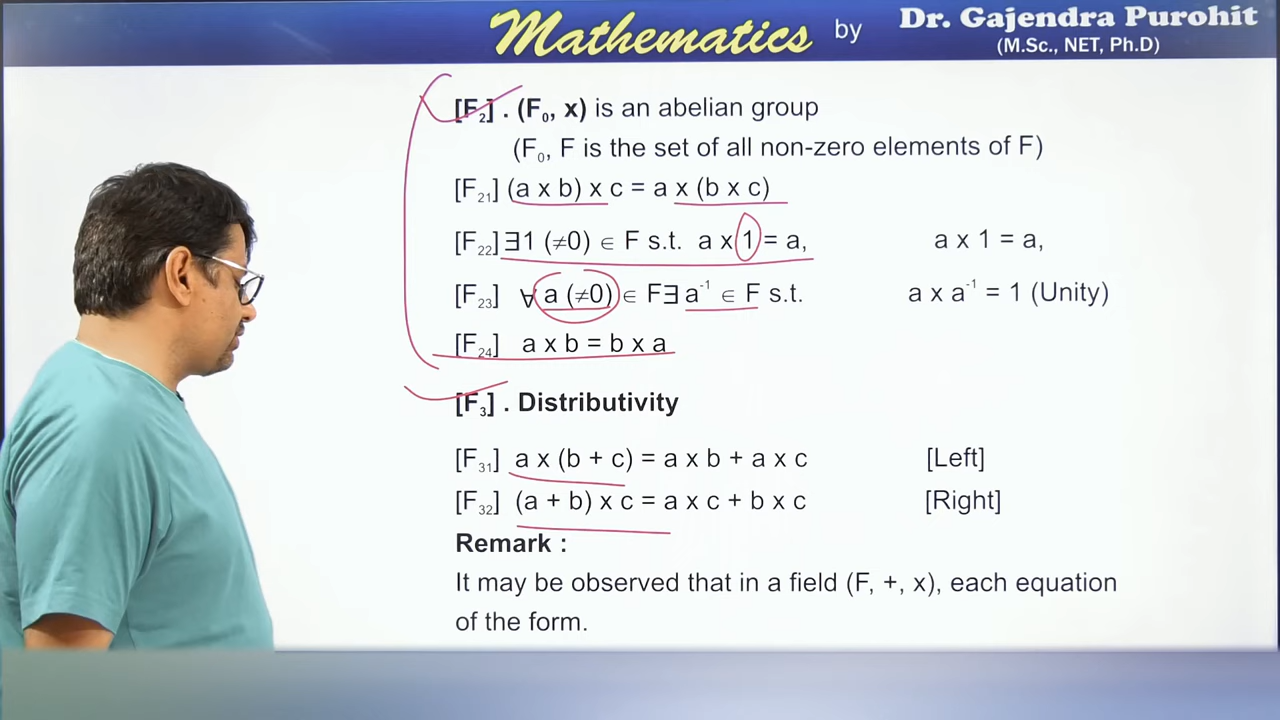 Mathematics by Dr. Gajendra Purohit
(M.Sc., NET, Ph.D)
[F₂] . (F₀, x) is an abelian group
(F₀, F is the set of all non-zero elements of F)
[F₂₁] (a x b) x c = a x (b x c)
[F₂₂] ∃1 (≠0) ∈ F s.t. a x 1 = a, a x 1 = a,
[F₂₃] ∀ a (≠0) ∈ F∃ a⁻¹ ∈ F s.t. a x a⁻¹ = 1 (Unity)
[F₂₄] a x b = b x a
[F₃] . Distributivity
[F₃₁] a x (b + c) = a x b + a x c [Left]
[F₃₂] (a + b) x c = a x c + b x c [Right]
Remark :
It may be observed that in a field (F, +, x), each equation
of the form.